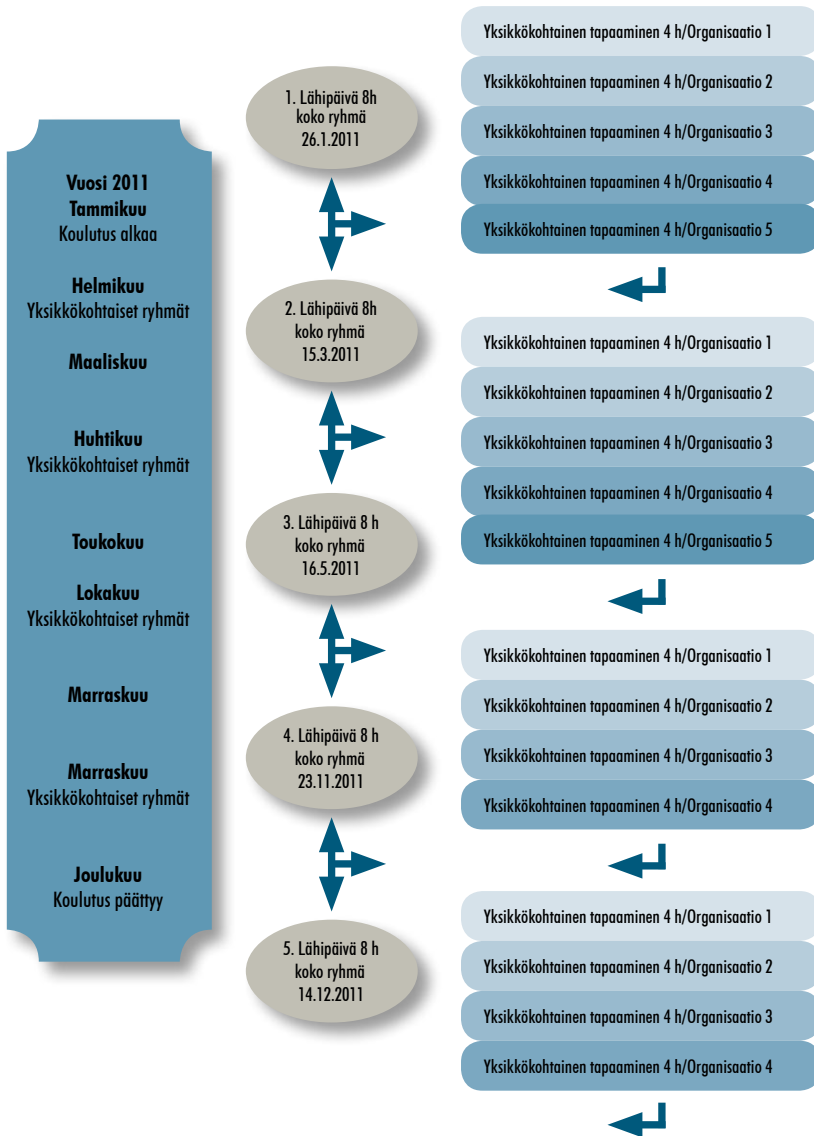 Vuosi 2011
Tammikuu
Koulutus alkaa
Helmikuu
Yksikkökohtaiset ryhmät
Maaliskuu
Huhtikuu
Yksikkökohtaiset ryhmät
Toukokuu
Lokakuu
Yksikkökohtaiset ryhmät
Marraskuu
Marraskuu
Yksikkökohtaiset ryhmät
Joulukuu
Koulutus päättyy
1. Lähipäivä 8h
koko ryhmä
26.1.2011
2. Lähipäivä 8h
koko ryhmä
15.3.2011
3. Lähipäivä 8 h
koko ryhmä
16.5.2011
4. Lähipäivä 8 h
koko ryhmä
23.11.2011
5. Lähipäivä 8 h
koko ryhmä
14.12.2011
Yksikkökohtainen tapaaminen 4 h/Organisaatio 1
Yksikkökohtainen tapaaminen 4 h/Organisaatio 2
Yksikkökohtainen tapaaminen 4 h/Organisaatio 3
Yksikkökohtainen tapaaminen 4 h/Organisaatio 4
Yksikkökohtainen tapaaminen 4 h/Organisaatio 5
Yksikkökohtainen tapaaminen 4 h/Organisaatio 1
Yksikkökohtainen tapaaminen 4 h/Organisaatio 2
Yksikkökohtainen tapaaminen 4 h/Organisaatio 3
Yksikkökohtainen tapaaminen 4 h/Organisaatio 4
Yksikkökohtainen tapaaminen 4 h/Organisaatio 5
Yksikkökohtainen tapaaminen 4 h/Organisaatio 1
Yksikkökohtainen tapaaminen 4 h/Organisaatio 2
Yksikkökohtainen tapaaminen 4 h/Organisaatio 3
Yksikkökohtainen tapaaminen 4 h/Organisaatio 4
Yksikkökohtainen tapaaminen 4 h/Organisaatio 1
Yksikkökohtainen tapaaminen 4 h/Organisaatio 2
Yksikkökohtainen tapaaminen 4 h/Organisaatio 3
Yksikkökohtainen tapaaminen 4 h/Organisaatio 4